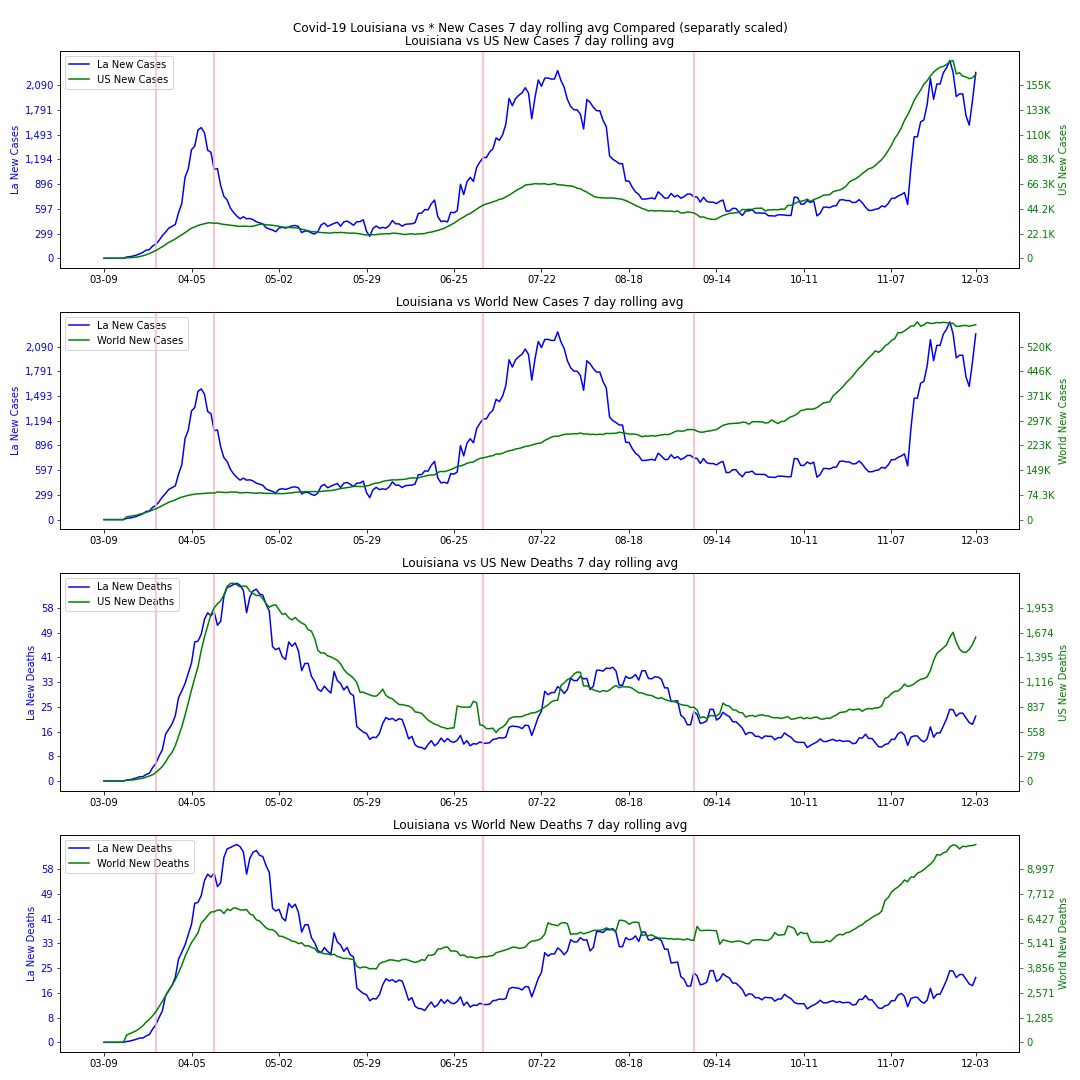 Covid-19 Louisiana vs * New Cases 7 day rolling avg Compared (separatly scaled)
Louisiana vs US New Cases 7 day rolling avg
La New Cases
US New Cases
2,090
1,791
1,493
1,194
896
597
299
0
La New Cases
155K
133K
110K
88.3K
66.3K
44.2K
22.1K
0
US New Cases
03-09 04-05 05-02 05-29 06-25 07-22 08-18 09-14 10-11 11-07 12-03
Louisiana vs World New Cases 7 day rolling avg
La New Cases
World New Cases
2,090
1,791
1,493
1,194
896
597
299
0
La New Cases
520K
446K
371K
297K
223K
149K
74.3K
0
World New Cases
03-09 04-05 05-02 05-29 06-25 07-22 08-18 09-14 10-11 11-07 12-03
Louisiana vs US New Deaths 7 day rolling avg
La New Deaths
US New Deaths
58
49
41
33
25
16
8
0
La New Deaths
1,953
1,674
1,395
1,116
837
558
279
0
US New Deaths
03-09 04-05 05-02 05-29 06-25 07-22 08-18 09-14 10-11 11-07 12-03
Louisiana vs World New Deaths 7 day rolling avg
La New Deaths
World New Deaths
58
49
41
33
25
16
8
0
La New Deaths
8,997
7,712
6,427
5,141
3,856
2,571
1,285
0
World New Deaths
03-09 04-05 05-02 05-29 06-25 07-22 08-18 09-14 10-11 11-07 12-03